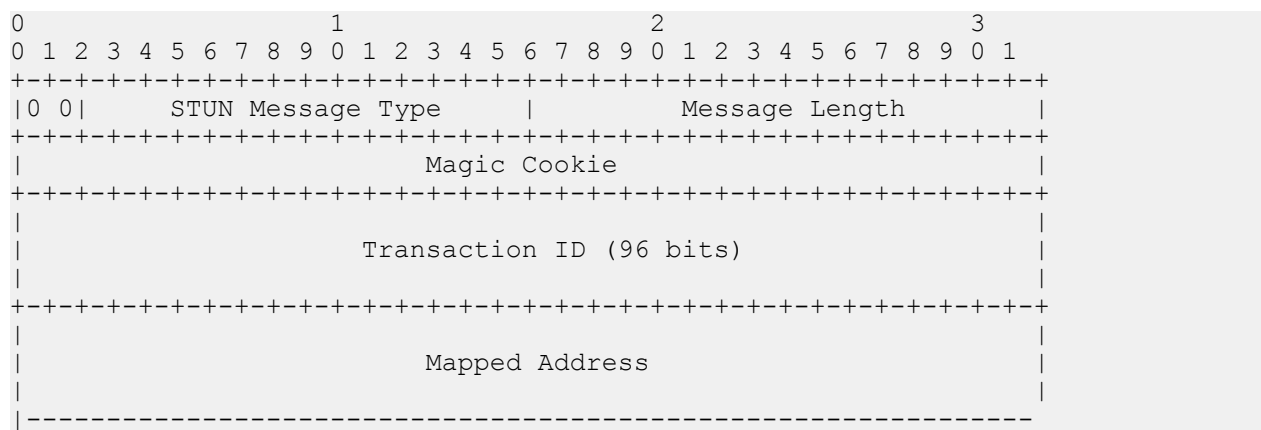 0                   1                   2                   3
0 1 2 3 4 5 6 7 8 9 0 1 2 3 4 5 6 7 8 9 0 1 2 3 4 5 6 7 8 9 0 1
+-+-+-+-+-+-+-+-+-+-+-+-+-+-+-+-+-+-+-+-+-+-+-+-+-+-+-+-+-+-+-+-+
|0 0|     STUN Message Type     |         Message Length        |
+-+-+-+-+-+-+-+-+-+-+-+-+-+-+-+-+-+-+-+-+-+-+-+-+-+-+-+-+-+-+-+-+
|                         Magic Cookie                          |
+-+-+-+-+-+-+-+-+-+-+-+-+-+-+-+-+-+-+-+-+-+-+-+-+-+-+-+-+-+-+-+-+
|                                                               |
|                     Transaction ID (96 bits)                  |
|                                                               |
+-+-+-+-+-+-+-+-+-+-+-+-+-+-+-+-+-+-+-+-+-+-+-+-+-+-+-+-+-+-+-+-+
|                                                               |
|                         Mapped Address                        |
|                                                               |
|---------------------------------------------------------------